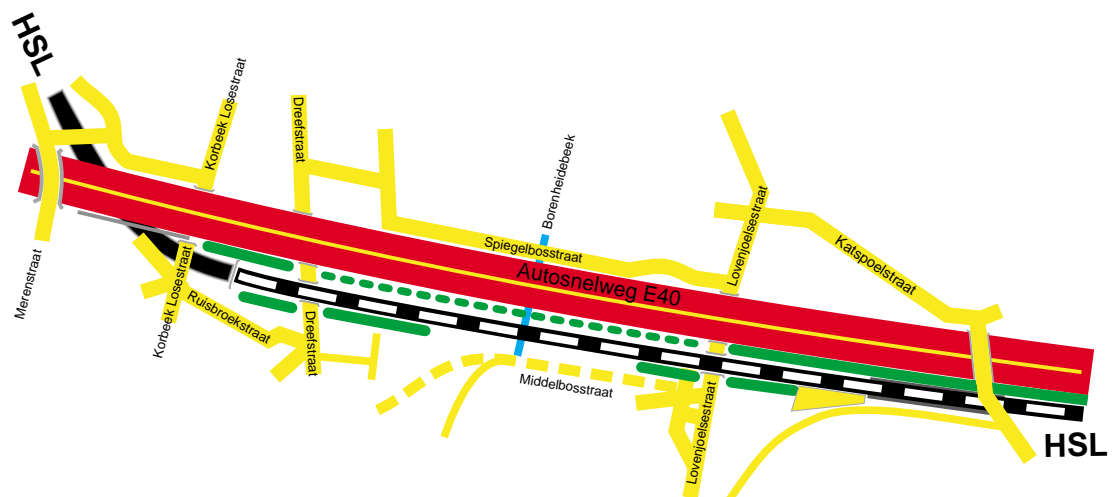 HSL
Korbeek Losestraat
Dreefstraat
Borenheidebeek
Lovenjoelsestraat
Katspoelstraat
Spiegelbosstraat
Autosnelweg E40
Merenstraat
Korbeek Losestraat
Ruisbroekstraat
Dreefstraat
Middelbosstraat
Lovenjoelsestraat
HSL